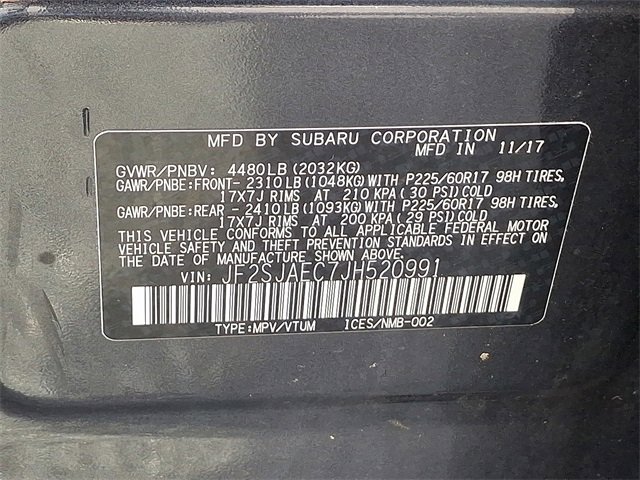 MFD BY SUBARU CORPORATION
MFD IN 11/17
GVWR/PNBV: 4480LB(2032KG)
GAWR/PNBE:FRONT- 2310LB(1048KG)WITH P225/60R17 98H TIRES,
17X7J RIMS AT 210 KPA( 30 PSI)COLD
GAWR/PNBE:REAR - 2410LB(1093KG)WITH P225/60R17 98H TIRES,
17X7J RIMS AT 200 KPA( 29 PSI)COLD
THIS VEHICLE CONFORMS TO ALL APPLICABLE FEDERAL MOTOR
VEHICLE SAFETY AND THEFT PREVENTION STANDARDS IN EFFECT ON
THE DATE OF MANUFACTURE SHOWN ABOVE.
VIN: JF2SJAEC7JH520991
TYPE:MPV/VTUM ICES/NMB-002